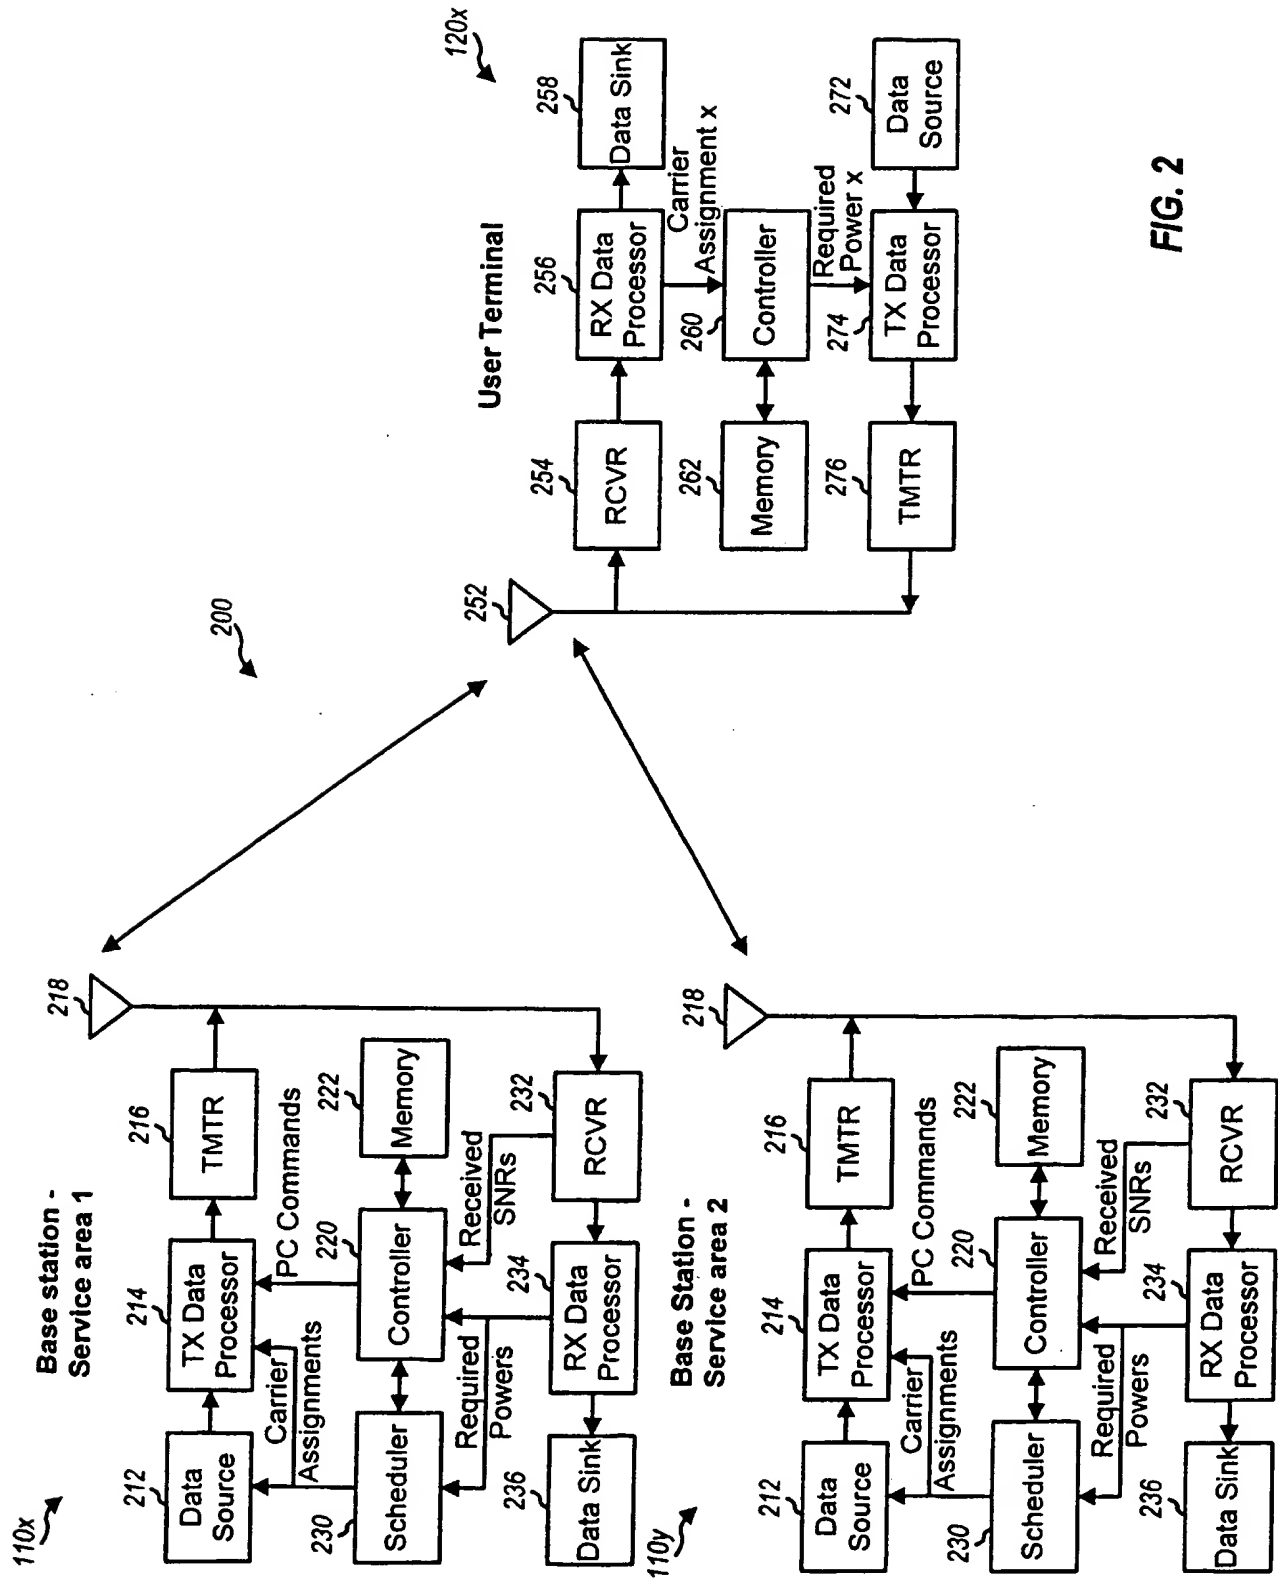 200
110x
Base station -
Service area 1
212
Data
Source
214
TX Data
Processor
216
TMTR
218
Carrier
Assignments
PC Commands
230
Scheduler
220
Controller
222
Memory
Required
Powers
Received
SNRs
236
Data Sink
234
RX Data
Processor
232
RCVR
110y
Base Station -
Service area 2
212
Data
Source
214
TX Data
Processor
216
TMTR
218
Carrier
Assignments
PC Commands
230
Scheduler
220
Controller
222
Memory
Required
Powers
Received
SNRs
236
Data Sink
234
RX Data
Processor
232
RCVR
120x
User Terminal
252
254
RCVR
256
RX Data
Processor
258
Data Sink
Carrier
Assignment x
262
Memory
260
Controller
Required
Power x
276
TMTR
274
TX Data
Processor
272
Data
Source
FIG. 2